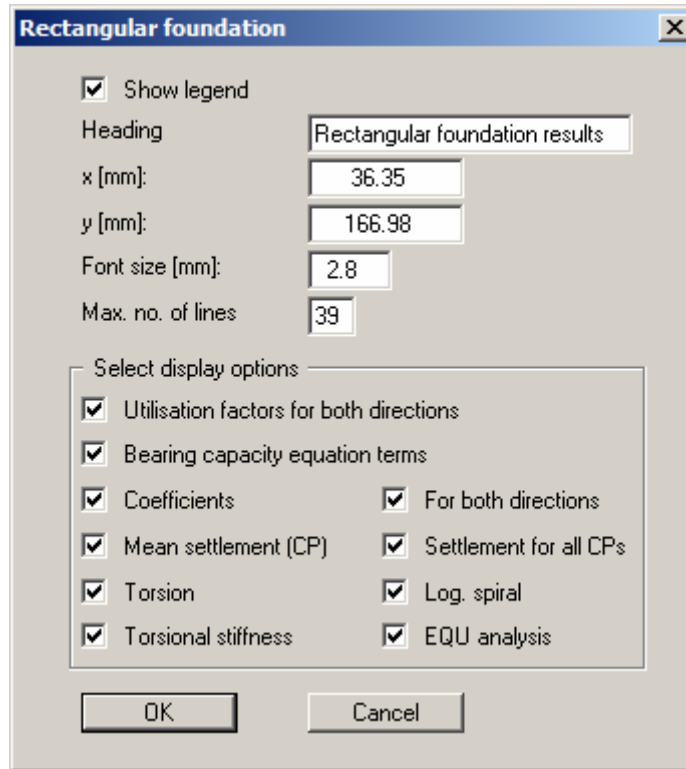 Rectangular foundation
Show legend
Heading Rectangular foundation results
x [mm]: 36.35
y [mm]: 166.98
Font size [mm]: 2.8
Max. no. of lines 39
Select display options
Utilisation factors for both directions
Bearing capacity equation terms
Coefficients For both directions
Mean settlement (CP) Settlement for all CPs
Torsion Log. spiral
Torsional stiffness EQU analysis
OK Cancel